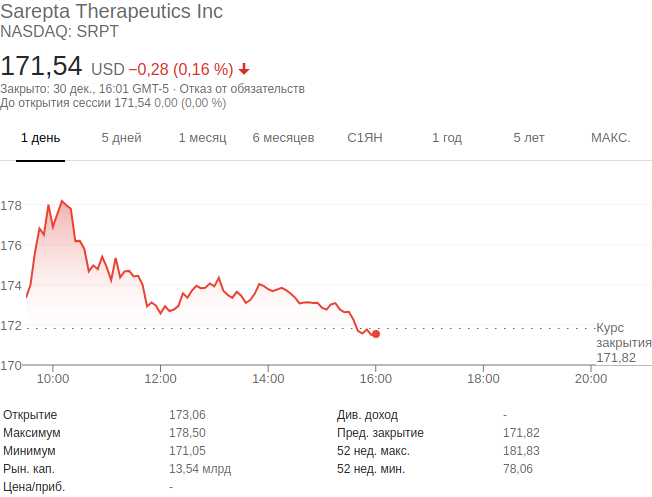 Sarepta Therapeutics Inc
NASDAQ: SRPT
171,54 USD −0,28 (0,16 %)
Закрыто: 30 дек., 16:01 GMT-5 · Отказ от обязательств
До открытия сессии 171,54 0,00 (0,00 %)
1 день 5 дней 1 месяц 6 месяцев С1ЯН 1 год 5 лет МАКС.
178
176
174
172
170
Курс
закрытия
171,82
10:00 12:00 14:00 16:00 18:00 20:00
Открытие 173,06 Див. доход -
Максимум 178,50 Пред. закрытие 171,82
Минимум 171,05 52 нед. макс. 181,83
Рын. кап. 13,54 млрд 52 нед. мин. 78,06
Цена/приб. -